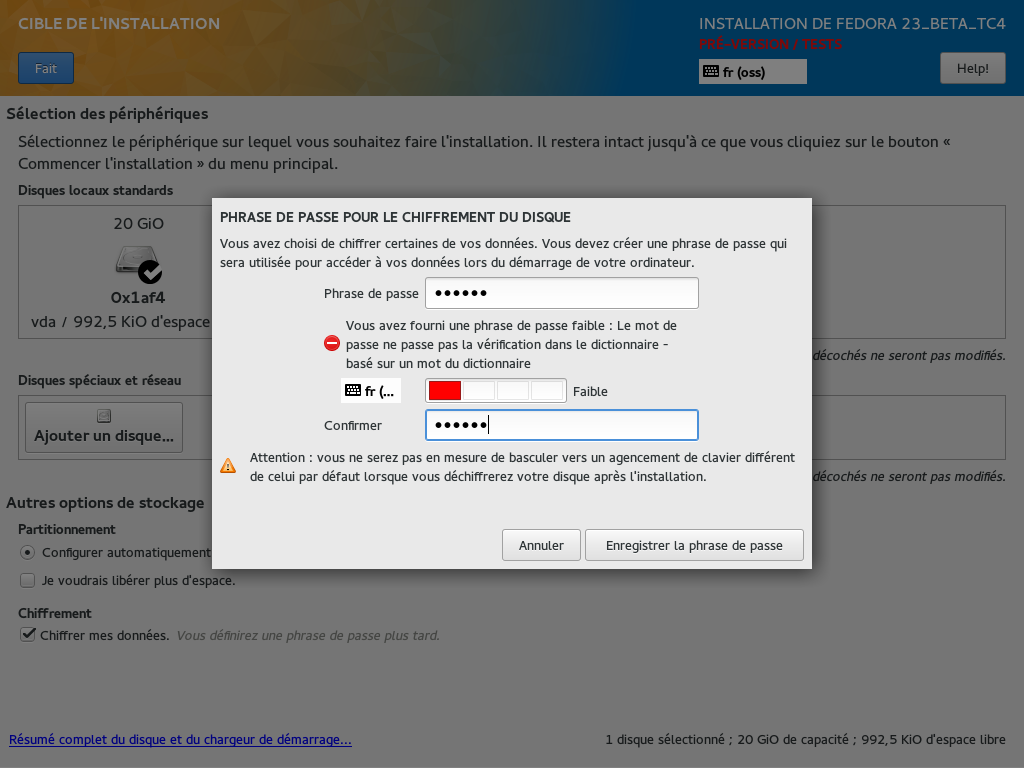 CIBLE DE L'INSTALLATION
INSTALLATION DE FEDORA 23_BETA_TC4
PRÉ-VERSION / TESTS
Fait
fr (oss)
Help!
Sélection des périphériques
Sélectionnez le périphérique sur lequel vous souhaitez faire l'installation. Il restera intact jusqu'à ce que vous cliquiez sur le bouton «
Commencer l'installation » du menu principal.
Disques locaux standards
20 GiO
0x1af4
vda / 992,5 KiO d'espace
décochés ne seront pas modifiés.
Disques spéciaux et réseau
Ajouter un disque...
décochés ne seront pas modifiés.
PHRASE DE PASSE POUR LE CHIFFREMENT DU DISQUE
Vous avez choisi de chiffrer certaines de vos données. Vous devez créer une phrase de passe qui
sera utilisée pour accéder à vos données lors du démarrage de votre ordinateur.
Phrase de passe ●●●●●●
Vous avez fourni une phrase de passe faible : Le mot de
passe ne passe pas la vérification dans le dictionnaire -
basé sur un mot du dictionnaire
fr (... Faible
Confirmer ●●●●●●
Attention : vous ne serez pas en mesure de basculer vers un agencement de clavier différent
de celui par défaut lorsque vous déchiffrerez votre disque après l'installation.
Annuler Enregistrer la phrase de passe
Autres options de stockage
Partitionnement
Configurer automatiquement
Je voudrais libérer plus d'espace.
Chiffrement
Chiffrer mes données. Vous définirez une phrase de passe plus tard.
Résumé complet du disque et du chargeur de démarrage...
1 disque sélectionné ; 20 GiO de capacité ; 992,5 KiO d'espace libre